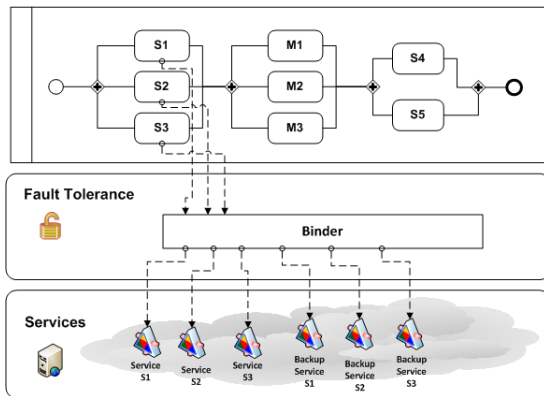 S1
S2
S3
M1
M2
M3
S4
S5
Fault Tolerance
Binder
Services
Service
S1
Service
S2
Service
S3
Backup
Service
S1
Backup
Service
S2
Backup
Service
S3